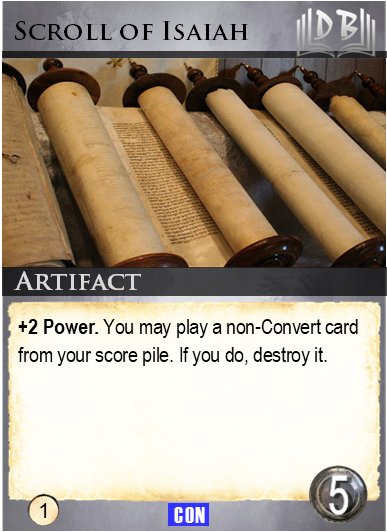 SCROLL OF ISAIAH
DB
ARTIFACT
+2 Power. You may play a non-Convert card
from your score pile. If you do, destroy it.
1
CON
5